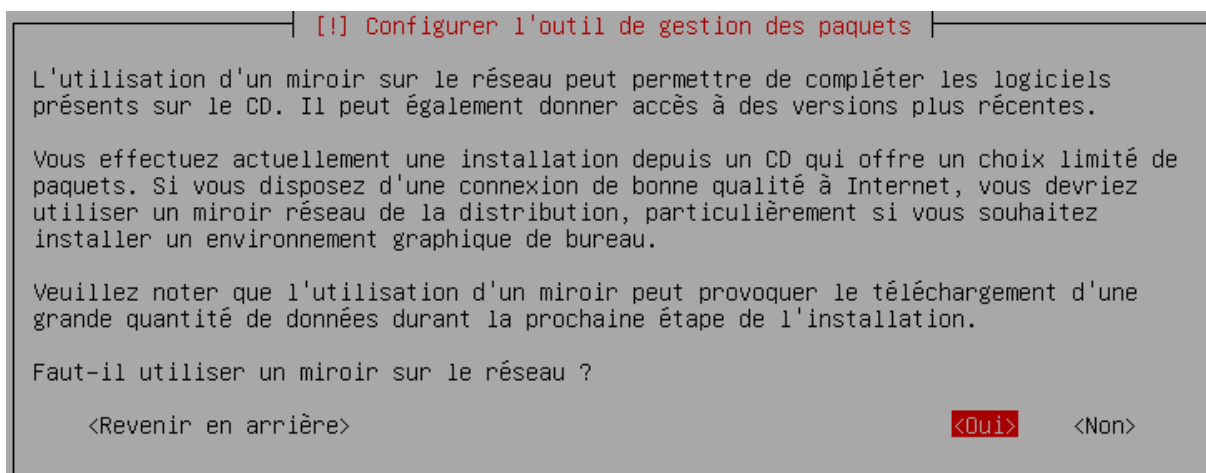 [!] Configurer l'outil de gestion des paquets
L'utilisation d'un miroir sur le réseau peut permettre de compléter les logiciels
présents sur le CD. Il peut également donner accès à des versions plus récentes.
Vous effectuez actuellement une installation depuis un CD qui offre un choix limité de
paquets. Si vous disposez d'une connexion de bonne qualité à Internet, vous devriez
utiliser un miroir réseau de la distribution, particulièrement si vous souhaitez
installer un environnement graphique de bureau.
Veuillez noter que l'utilisation d'un miroir peut provoquer le téléchargement d'une
grande quantité de données durant la prochaine étape de l'installation.
Faut-il utiliser un miroir sur le réseau ?
<Revenir en arrière> <Oui> <Non>